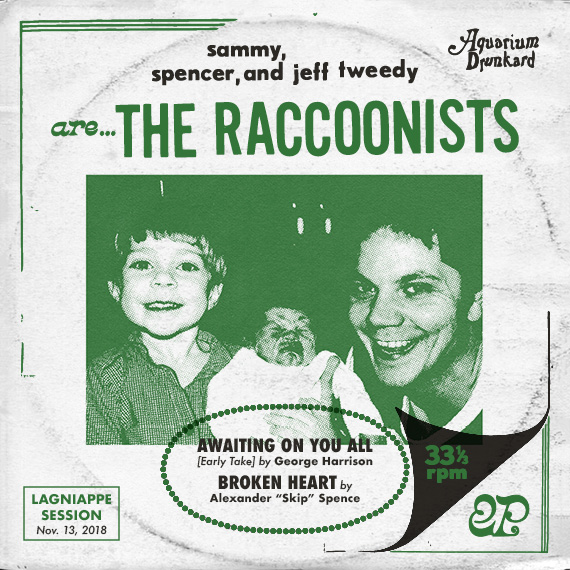 sammy,
spencer, and jeff tweedy
Aquarium
Drunkard
are... THE RACCOONISTS
AWAITING ON YOU ALL
[Early Take] by George Harrison
BROKEN HEART by
Alexander “Skip” Spence
33⅓
rpm
LAGNIAPPE
SESSION
Nov. 13, 2018
EP